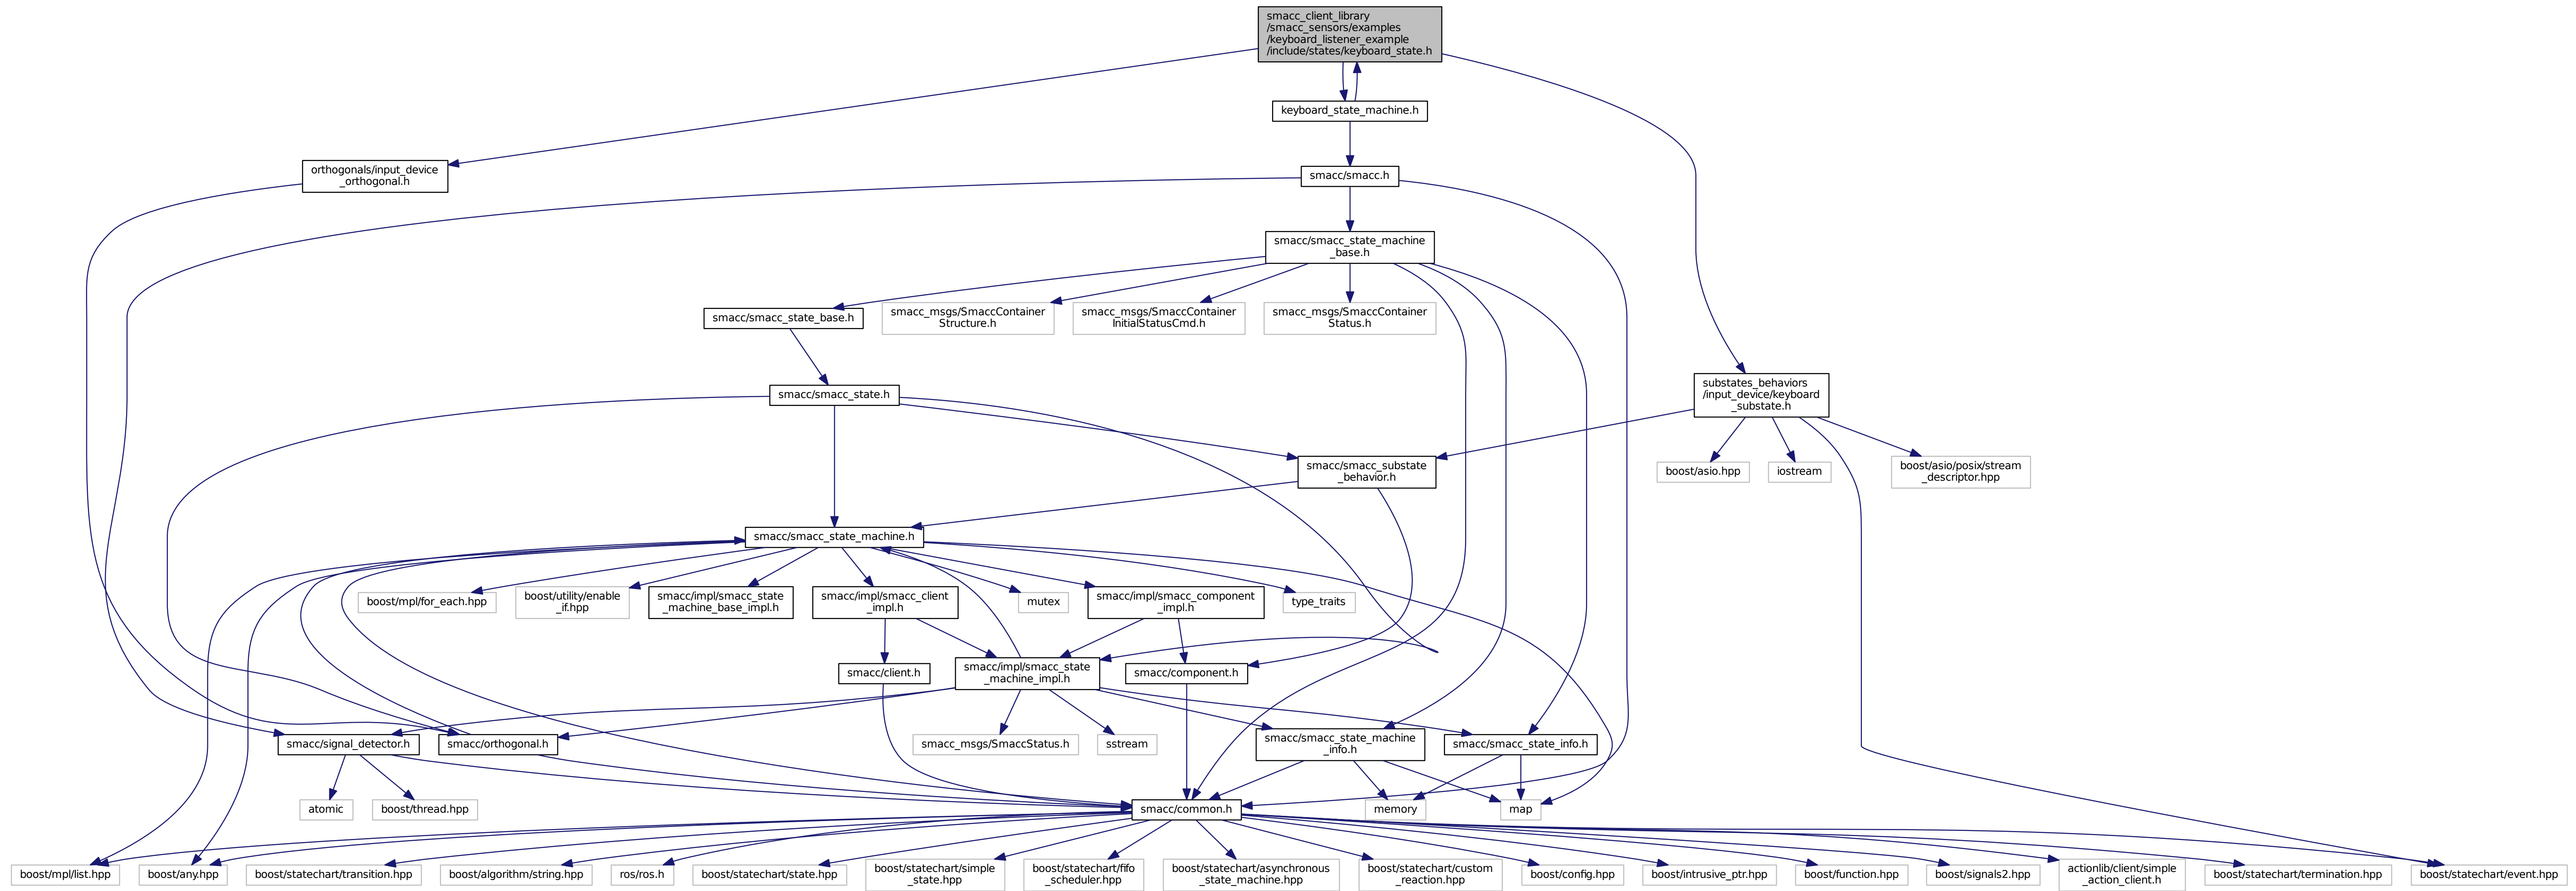 smacc_client_library
/smacc_sensors/examples
/keyboard_listener_example
/include/states/keyboard_state.h
keyboard_state_machine.h
orthogonals/input_device
_orthogonal.h
smacc/smacc.h
smacc/smacc_state_machine
_base.h
smacc/smacc_state_base.h
smacc_msgs/SmaccContainer
Structure.h
smacc_msgs/SmaccContainer
InitialStatusCmd.h
smacc_msgs/SmaccContainer
Status.h
smacc/smacc_state.h
substates_behaviors
/input_device/keyboard
_substate.h
smacc/smacc_substate
_behavior.h
boost/asio.hpp
iostream
boost/asio/posix/stream
_descriptor.hpp
smacc/smacc_state_machine.h
boost/mpl/for_each.hpp
boost/utility/enable
_if.hpp
smacc/impl/smacc_state
_machine_base_impl.h
smacc/impl/smacc_client
_impl.h
mutex
smacc/impl/smacc_component
_impl.h
type_traits
smacc/client.h
smacc/impl/smacc_state
_machine_impl.h
smacc/component.h
smacc/signal_detector.h
smacc/orthogonal.h
smacc_msgs/SmaccStatus.h
sstream
smacc/smacc_state_machine
_info.h
smacc/smacc_state_info.h
atomic
boost/thread.hpp
smacc/common.h
memory
map
boost/mpl/list.hpp
boost/any.hpp
boost/statechart/transition.hpp
boost/algorithm/string.hpp
ros/ros.h
boost/statechart/state.hpp
boost/statechart/simple
_state.hpp
boost/statechart/fifo
_scheduler.hpp
boost/statechart/asynchronous
_state_machine.hpp
boost/statechart/custom
_reaction.hpp
boost/config.hpp
boost/intrusive_ptr.hpp
boost/function.hpp
boost/signals2.hpp
actionlib/client/simple
_action_client.h
boost/statechart/termination.hpp
boost/statechart/event.hpp